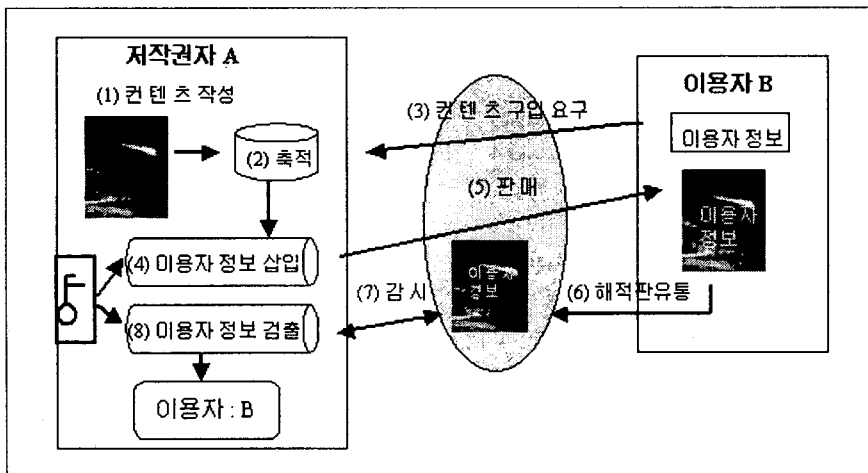 저작권자 A
(1) 컨 텐 츠 작성
(2) 축적
(4) 이용자 정보 삽입
(8) 이용자 정보 검출
이용자 : B
(3) 컨 텐 츠 구입 요구
(5) 판 매
이용자
정보
(7) 감 시
(6) 해적판유통
이용자 B
이용자 정보
이용자
정보